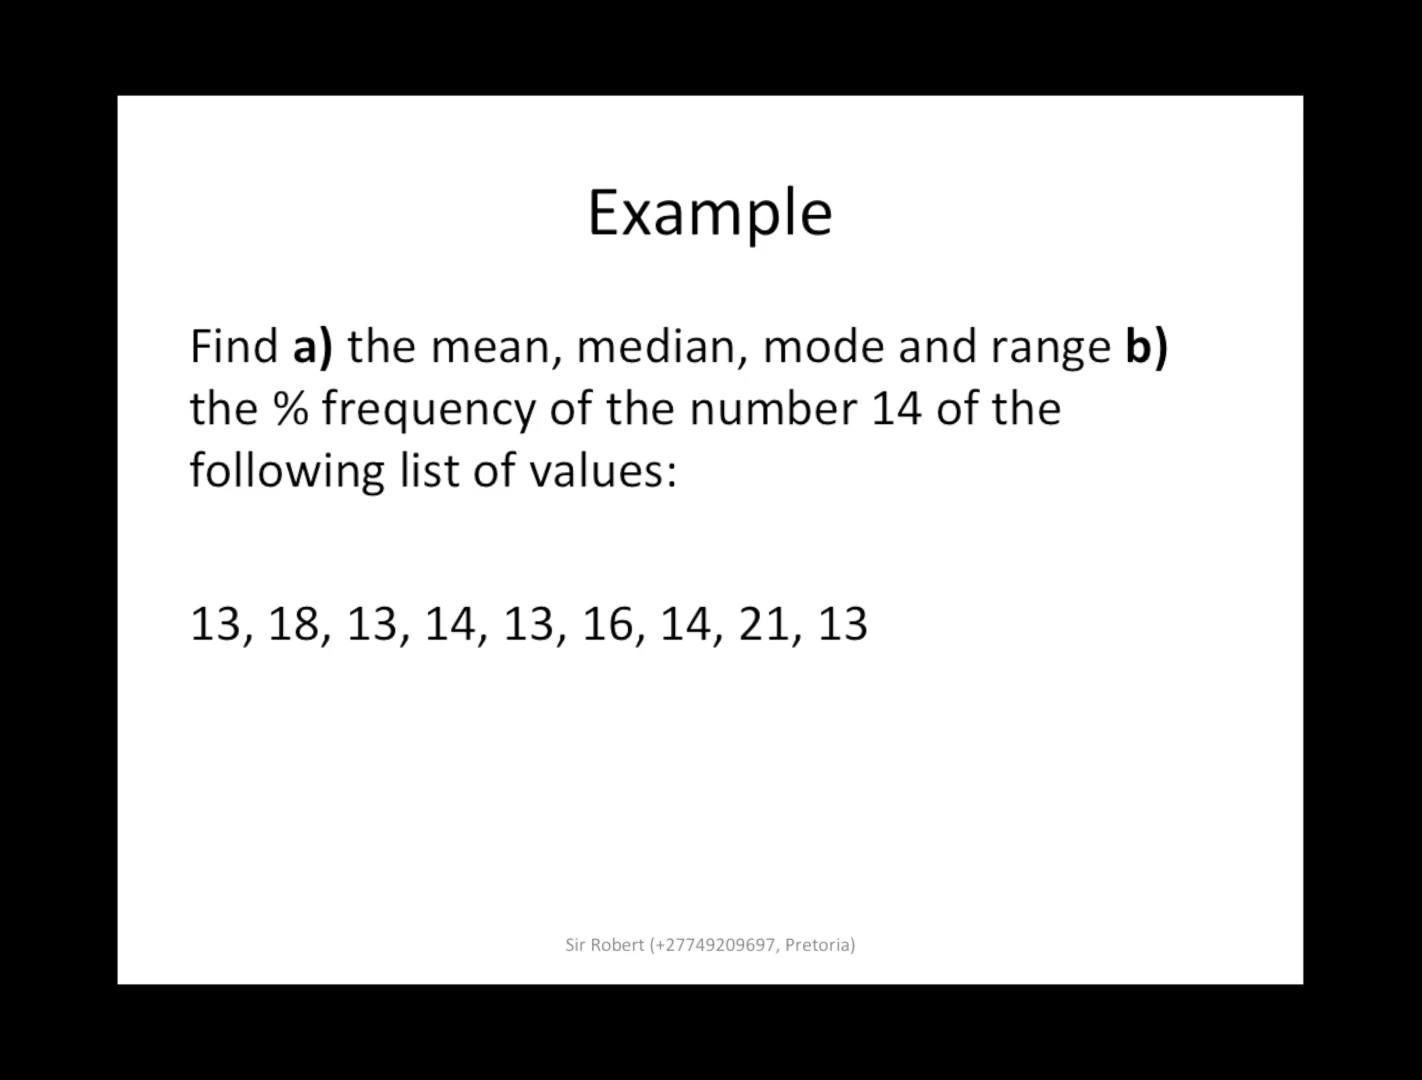 Example
Find a) the mean, median, mode and range b)
the % frequency of the number 14 of the
following list of values:
13, 18, 13, 14, 13, 16, 14, 21, 13
Sir Robert (+27749209697, Pretoria)